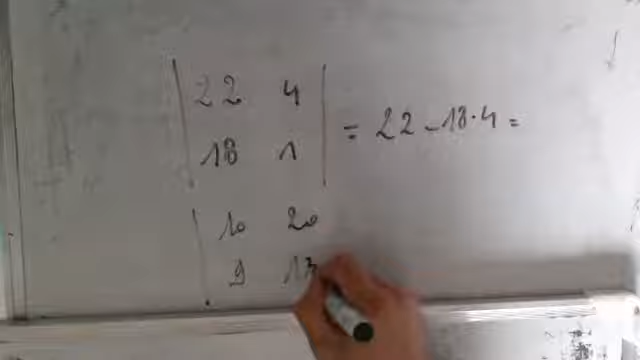 | 22 4 | = 22 - 18·4 =
| 18 1 |
| 10 20
| 9 13